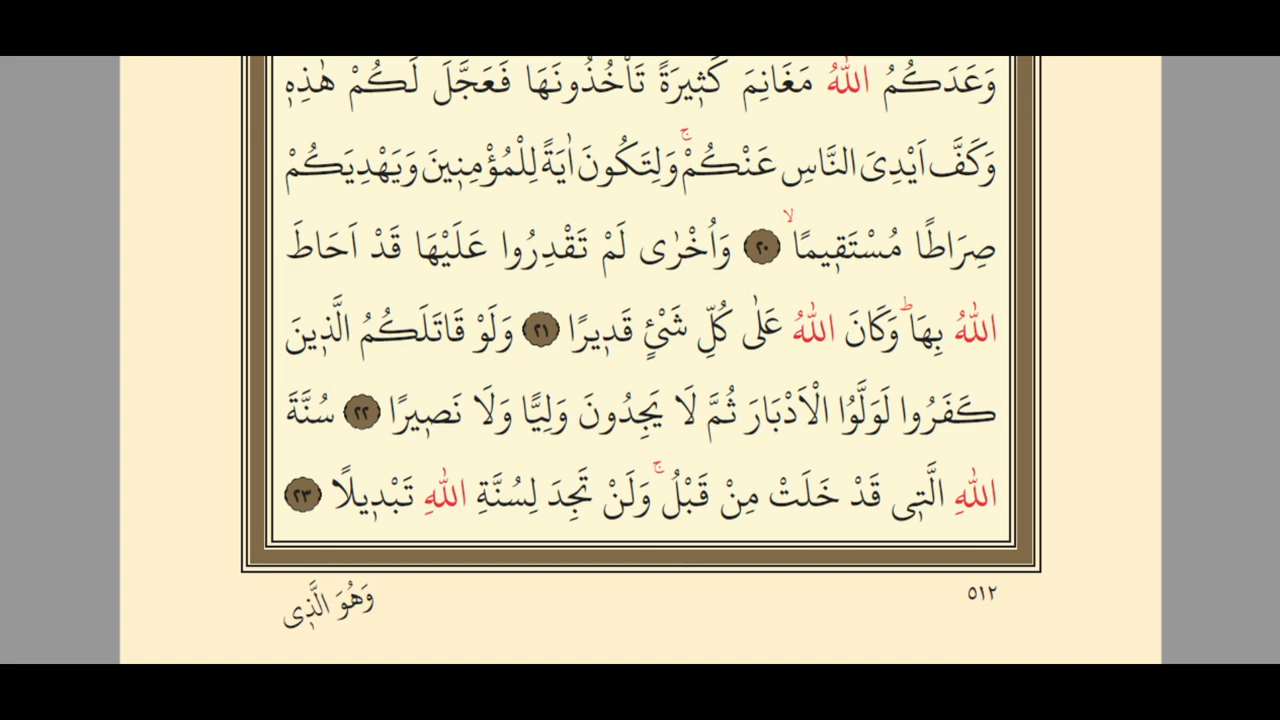 وَعَدَكُمُ اللّٰهُ مَغَانِمَ كَثٖيرَةً تَأْخُذُونَهَا فَعَجَّلَ لَكُمْ هٰذِهٖ
وَكَفَّ اَيْدِىَ النَّاسِ عَنْكُمْۚ وَلِتَكُونَ اٰيَةً لِلْمُؤْمِنٖينَ وَيَهْدِيَكُمْ
صِرَاطًا مُسْتَقٖيمًاۙ ٢٠ وَاُخْرٰى لَمْ تَقْدِرُوا عَلَيْهَا قَدْ اَحَاطَ
اللّٰهُ بِهَاؕ وَكَانَ اللّٰهُ عَلٰى كُلِّ شَىْءٍ قَدٖيرًا ٢١ وَلَوْ قَاتَلَكُمُ الَّذٖينَ
كَفَرُوا لَوَلَّوُا الْاَدْبَارَ ثُمَّ لَا يَجِدُونَ وَلِيًّا وَلَا نَصٖيرًا ٢٢ سُنَّةَ
اللّٰهِ الَّتٖى قَدْ خَلَتْ مِنْ قَبْلُۚ وَلَنْ تَجِدَ لِسُنَّةِ اللّٰهِ تَبْدٖيلًا ٢٣
٥١٢
وَهُوَ الَّذٖى